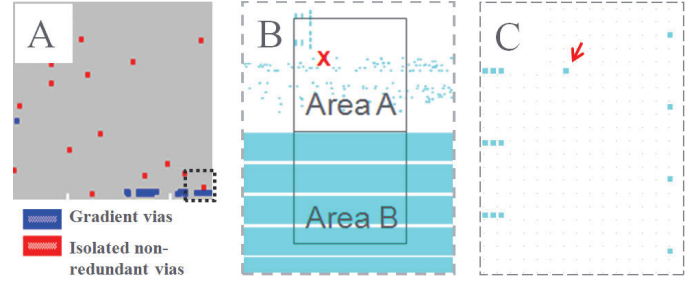 A
B
C
X
Area A
Area B
Gradient vias
Isolated non-
redundant vias